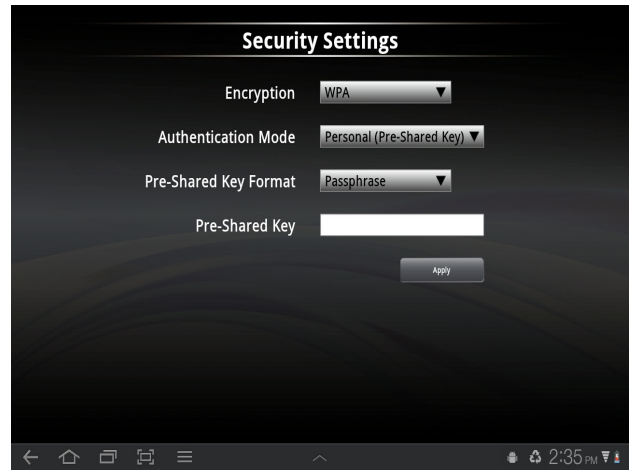 Security Settings
Encryption WPA
Authentication Mode Personal (Pre-Shared Key)
Pre-Shared Key Format Passphrase
Pre-Shared Key
Apply
2:35 PM